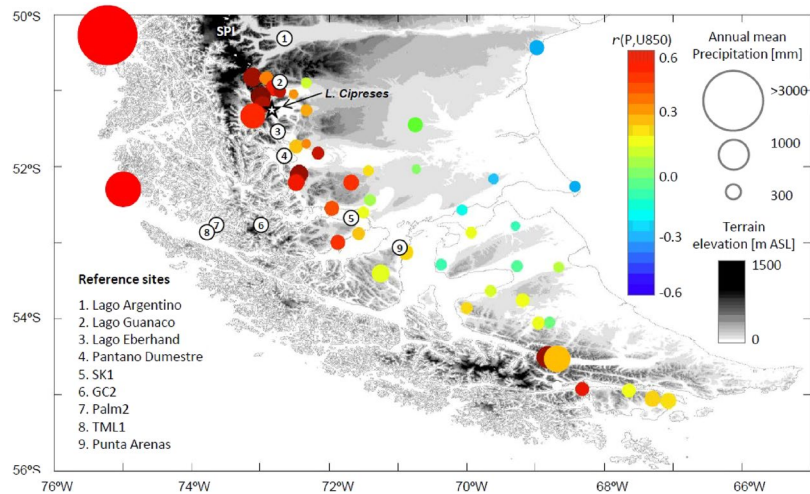 50°S
52°S
54°S
56°S
76°W
74°W
72°W
70°W
68°W
66°W
SPI
1
2
L. Cipreses
3
4
5
6
7
8
9
Reference sites
1. Lago Argentino
2. Lago Guanaco
3. Lago Eberhand
4. Pantano Dumestre
5. SK1
6. GC2
7. Palm2
8. TML1
9. Punta Arenas
r(P,U850)
0.6
0.3
0.0
-0.3
-0.6
Annual mean
Precipitation [mm]
>3000
1000
300
Terrain
elevation [m ASL]
1500
0